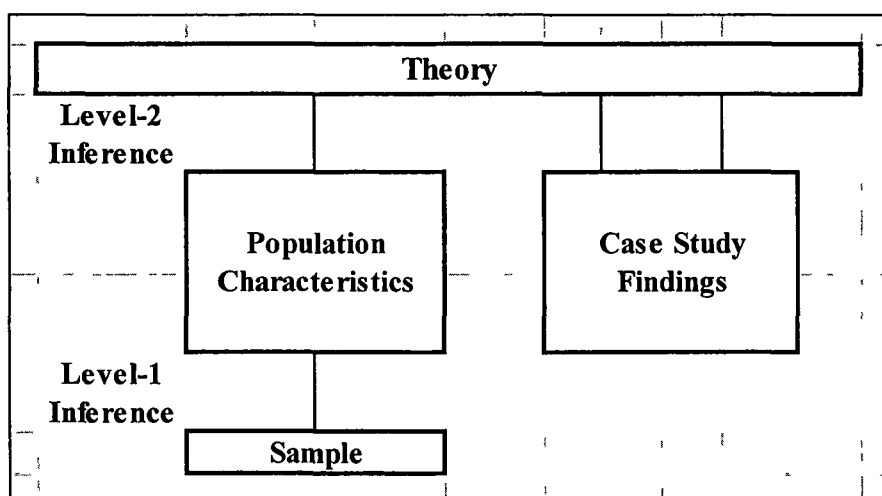 Theory
Level-2
Inference
Population
Characteristics
Case Study
Findings
Level-1
Inference
Sample